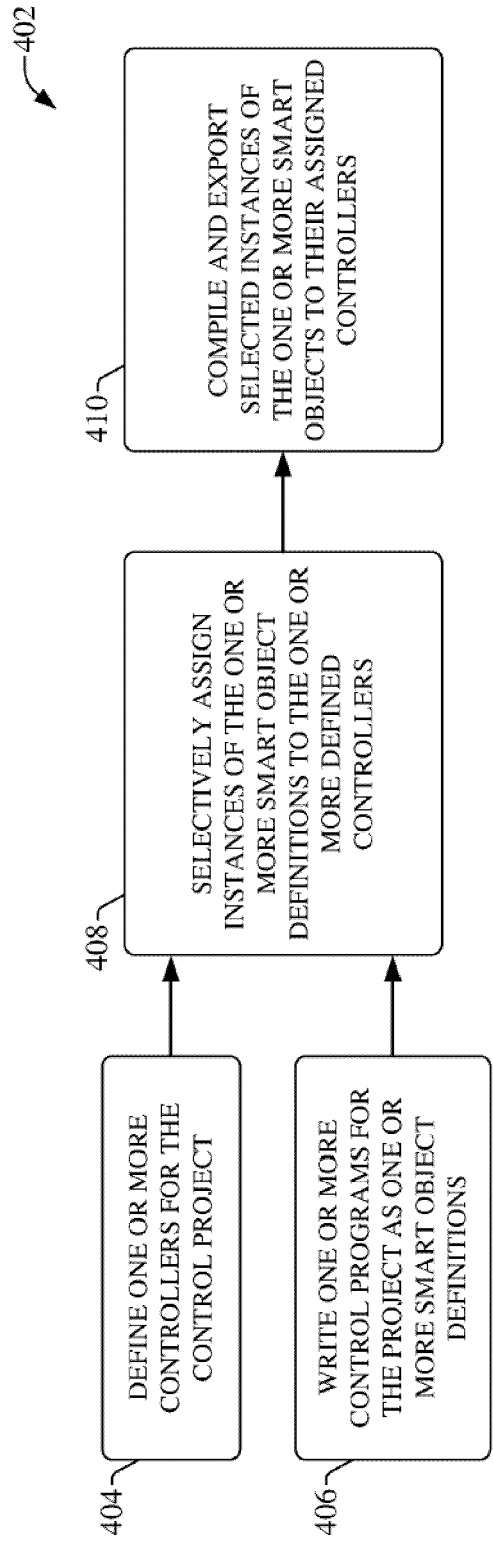 402
404
DEFINE ONE OR MORE
CONTROLLERS FOR THE
CONTROL PROJECT
406
WRITE ONE OR MORE
CONTROL PROGRAMS FOR
THE PROJECT AS ONE OR
MORE SMART OBJECT
DEFINITIONS
408
SELECTIVELY ASSIGN
INSTANCES OF THE ONE OR
MORE SMART OBJECT
DEFINITIONS TO THE ONE OR
MORE DEFINED
CONTROLLERS
410
COMPILE AND EXPORT
SELECTED INSTANCES OF
THE ONE OR MORE SMART
OBJECTS TO THEIR ASSIGNED
CONTROLLERS